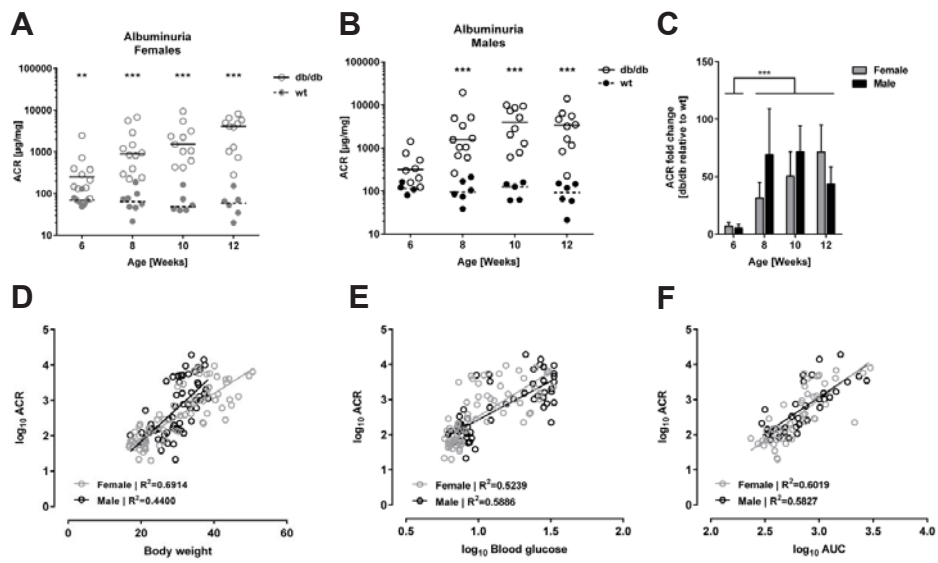 A
Albuminuria
Females
ACR [µg/mg]
100000
10000
1000
100
10
** *** *** ***
db/db
wt
6 8 10 12
Age [Weeks]
B
Albuminuria
Males
ACR [µg/mg]
100000
10000
1000
100
10
*** *** ***
db/db
wt
6 8 10 12
Age [Weeks]
C
ACR fold change
[db/db relative to wt]
150
100
50
0
***
Female
Male
6 8 10 12
Age [Weeks]
D
log10 ACR
5
4
3
2
1
0
Female | R²=0.6914
Male | R²=0.4400
0 20 40 60
Body weight
E
log10 ACR
5
4
3
2
1
0
Female | R²=0.5239
Male | R²=0.5886
0.5 1.0 1.5 2.0
log10 Blood glucose
F
log10 ACR
5
4
3
2
1
0
Female | R²=0.6019
Male | R²=0.5827
2.0 2.5 3.0 3.5 4.0
log10 AUC